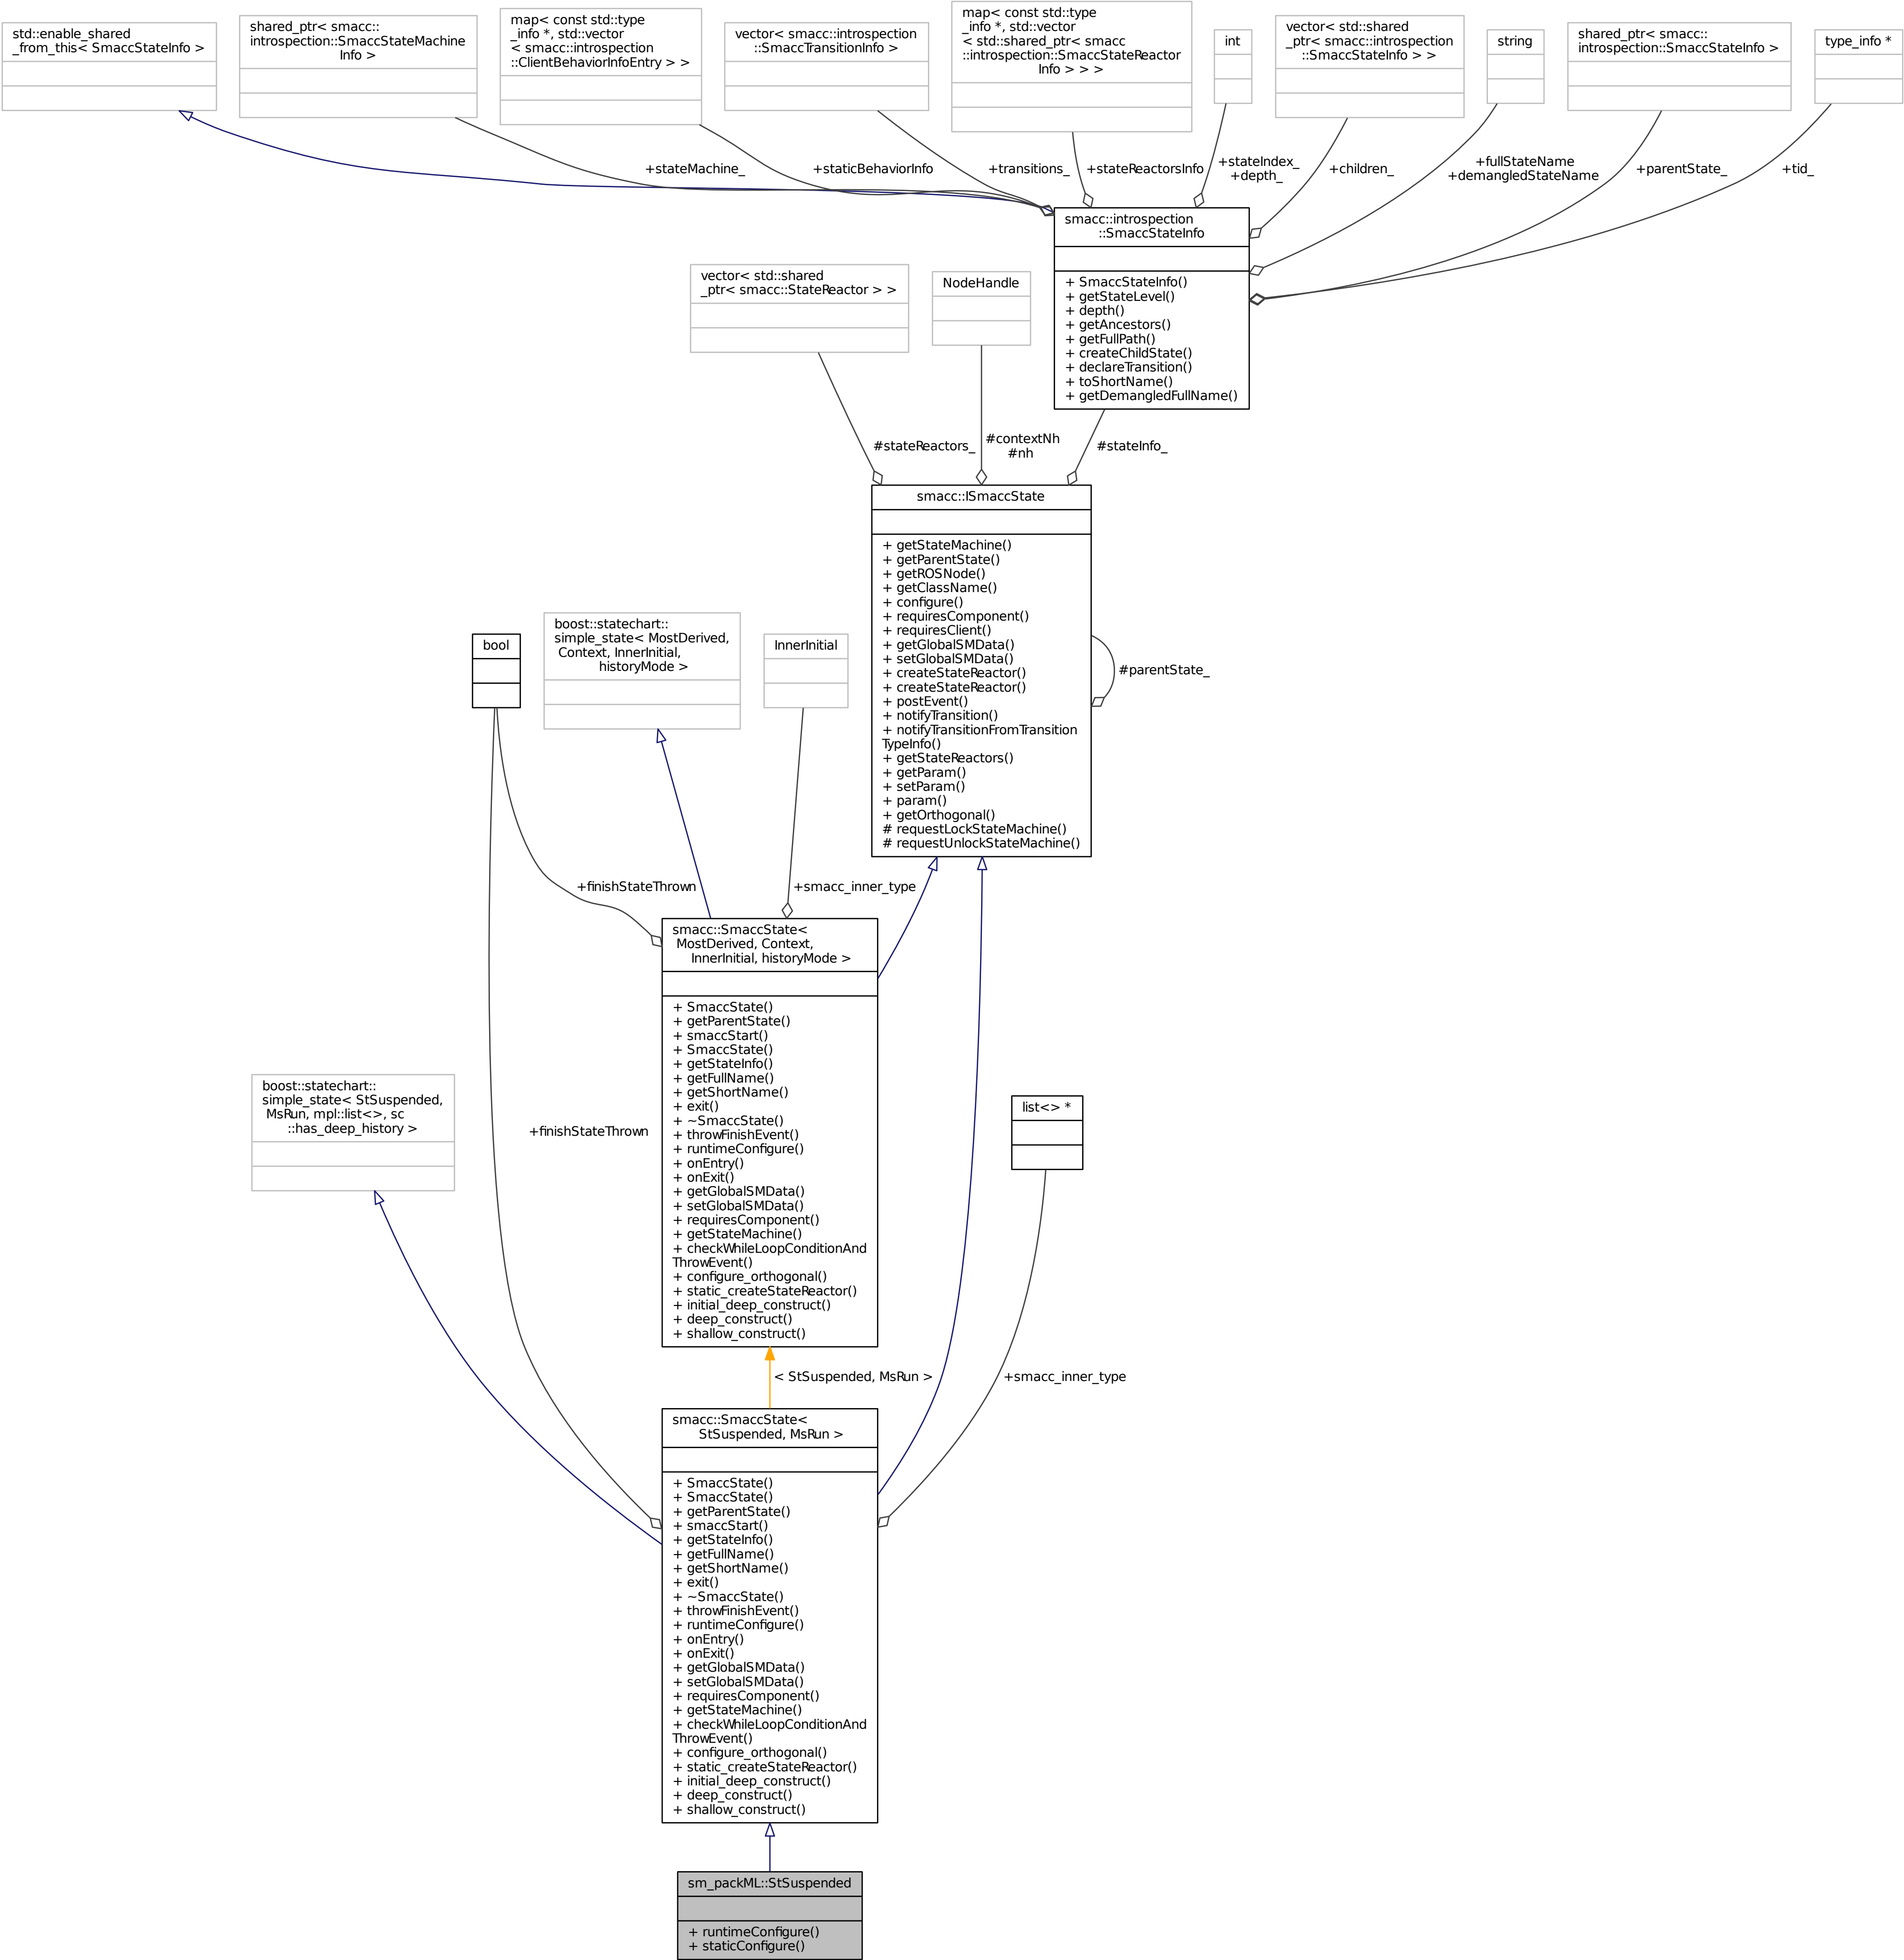 std::enable_shared
_from_this< SmaccStateInfo >
shared_ptr< smacc::
introspection::SmaccStateMachine
Info >
map< const std::type
_info *, std::vector
< smacc::introspection
::ClientBehaviorInfoEntry > >
vector< smacc::introspection
::SmaccTransitionInfo >
map< const std::type
_info *, std::vector
< std::shared_ptr< smacc
::introspection::SmaccStateReactor
Info > > >
int
vector< std::shared
_ptr< smacc::introspection
::SmaccStateInfo > >
string
shared_ptr< smacc::
introspection::SmaccStateInfo >
type_info *
+stateMachine_
+staticBehaviorInfo
+transitions_
+stateReactorsInfo
+stateIndex_
+depth_
+children_
+fullStateName
+demangledStateName
+parentState_
+tid_
smacc::introspection
::SmaccStateInfo
+ SmaccStateInfo()
+ getStateLevel()
+ depth()
+ getAncestors()
+ getFullPath()
+ createChildState()
+ declareTransition()
+ toShortName()
+ getDemangledFullName()
vector< std::shared
_ptr< smacc::StateReactor > >
NodeHandle
#stateReactors_
#contextNh
#nh
#stateInfo_
smacc::ISmaccState
+ getStateMachine()
+ getParentState()
+ getROSNode()
+ getClassName()
+ configure()
+ requiresComponent()
+ requiresClient()
+ getGlobalSMData()
+ setGlobalSMData()
+ createStateReactor()
+ createStateReactor()
+ postEvent()
+ notifyTransition()
+ notifyTransitionFromTransition
TypeInfo()
+ getStateReactors()
+ getParam()
+ setParam()
+ param()
+ getOrthogonal()
# requestLockStateMachine()
# requestUnlockStateMachine()
#parentState_
bool
boost::statechart::
simple_state< MostDerived,
Context, InnerInitial,
historyMode >
InnerInitial
+finishStateThrown
+smacc_inner_type
smacc::SmaccState<
MostDerived, Context,
InnerInitial, historyMode >
+ SmaccState()
+ getParentState()
+ smaccStart()
+ SmaccState()
+ getStateInfo()
+ getFullName()
+ getShortName()
+ exit()
+ ~SmaccState()
+ throwFinishEvent()
+ runtimeConfigure()
+ onEntry()
+ onExit()
+ getGlobalSMData()
+ setGlobalSMData()
+ requiresComponent()
+ getStateMachine()
+ checkWhileLoopConditionAnd
ThrowEvent()
+ configure_orthogonal()
+ static_createStateReactor()
+ initial_deep_construct()
+ deep_construct()
+ shallow_construct()
boost::statechart::
simple_state< StSuspended,
MsRun, mpl::list<>, sc
::has_deep_history >
+finishStateThrown
list<> *
< StSuspended, MsRun >
+smacc_inner_type
smacc::SmaccState<
StSuspended, MsRun >
+ SmaccState()
+ SmaccState()
+ getParentState()
+ smaccStart()
+ getStateInfo()
+ getFullName()
+ getShortName()
+ exit()
+ ~SmaccState()
+ throwFinishEvent()
+ runtimeConfigure()
+ onEntry()
+ onExit()
+ getGlobalSMData()
+ setGlobalSMData()
+ requiresComponent()
+ getStateMachine()
+ checkWhileLoopConditionAnd
ThrowEvent()
+ configure_orthogonal()
+ static_createStateReactor()
+ initial_deep_construct()
+ deep_construct()
+ shallow_construct()
sm_packML::StSuspended
+ runtimeConfigure()
+ staticConfigure()